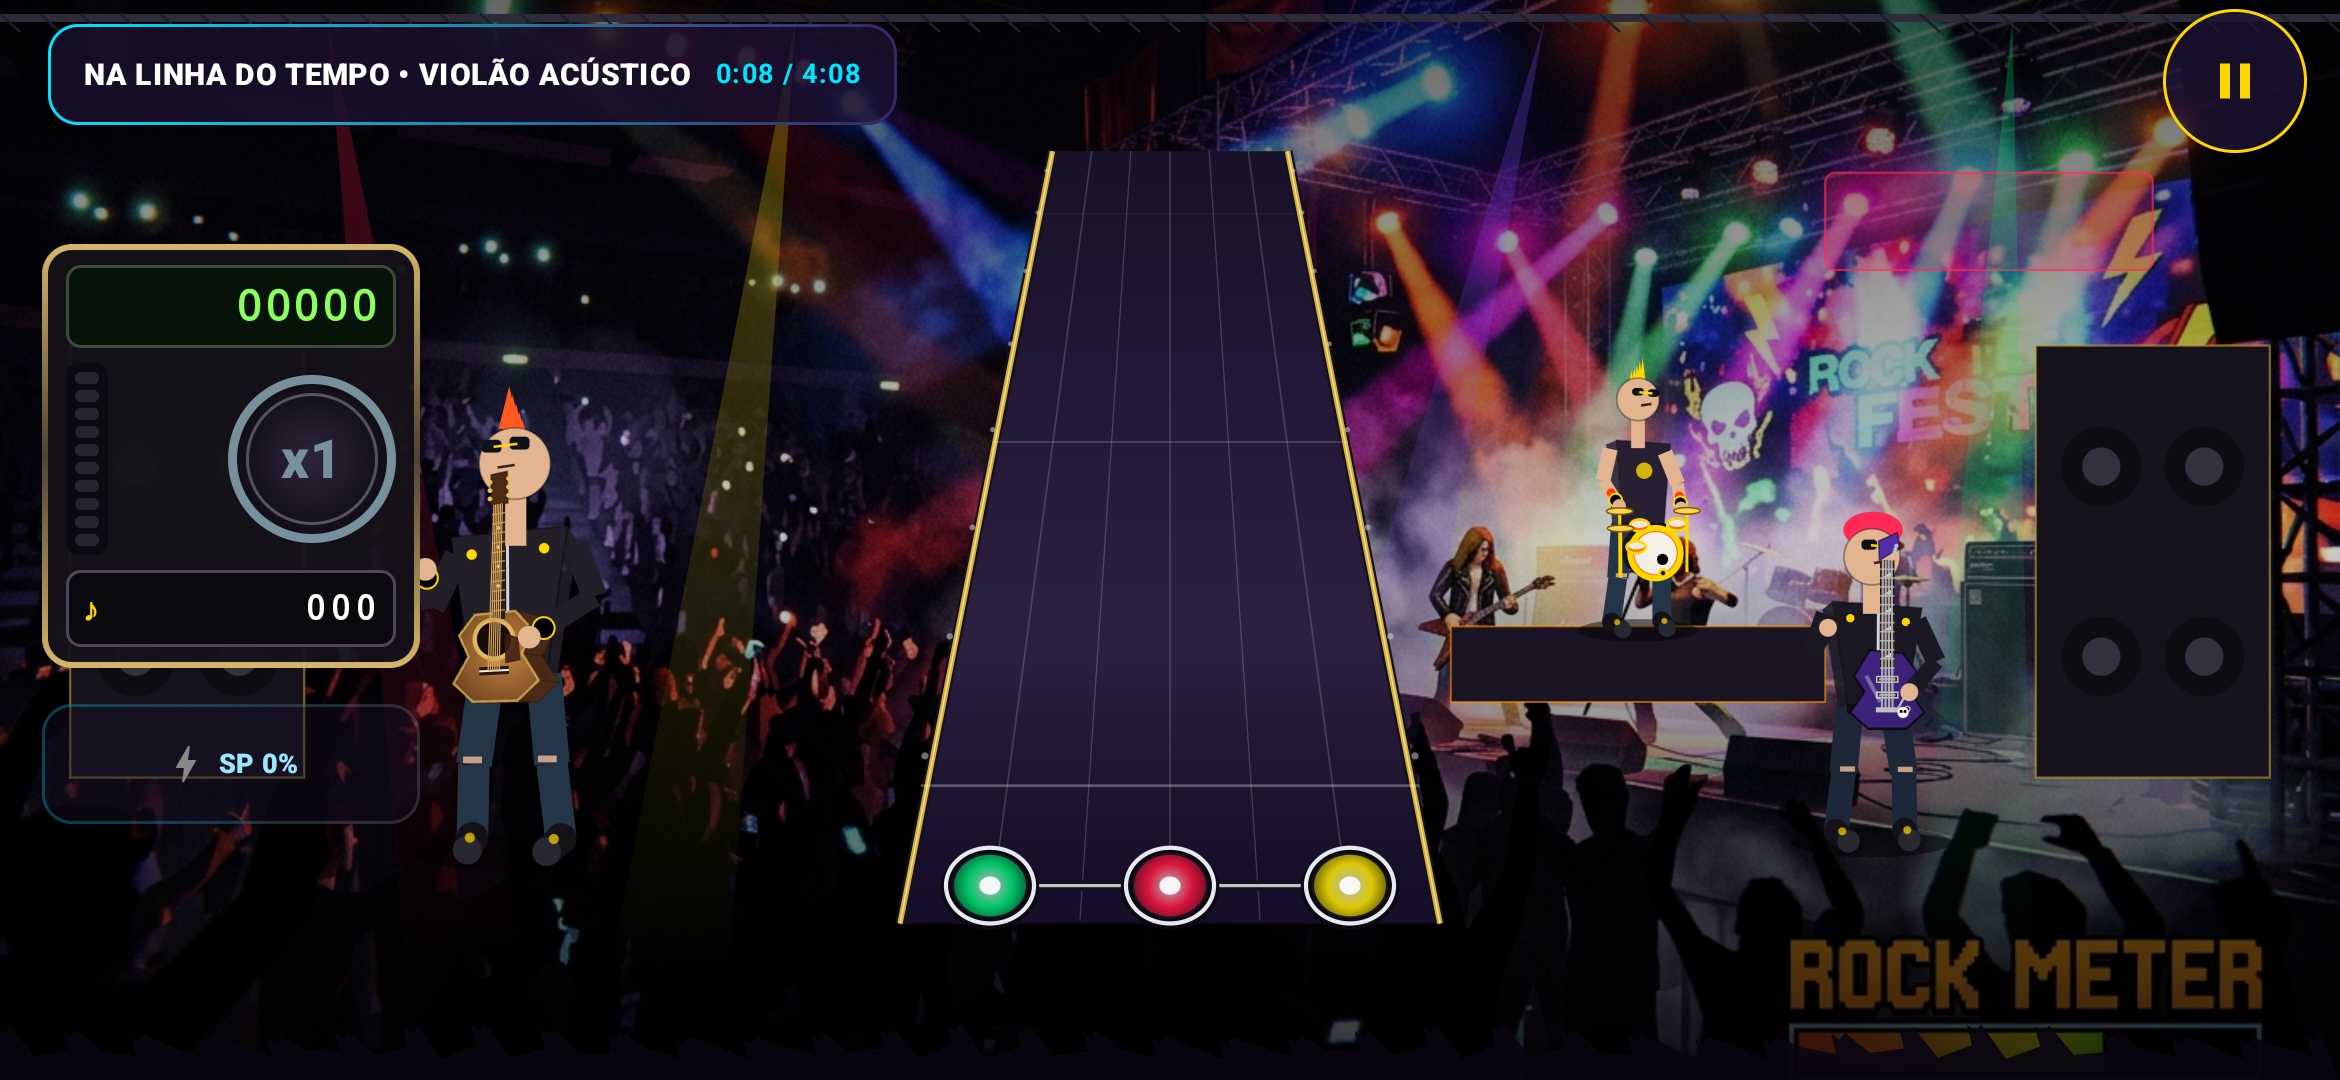 NA LINHA DO TEMPO • VIOLÃO ACÚSTICO 0:08 / 4:08
00000
x1
♪ 000
SP 0%
ROCK
FEST
ROCK METER